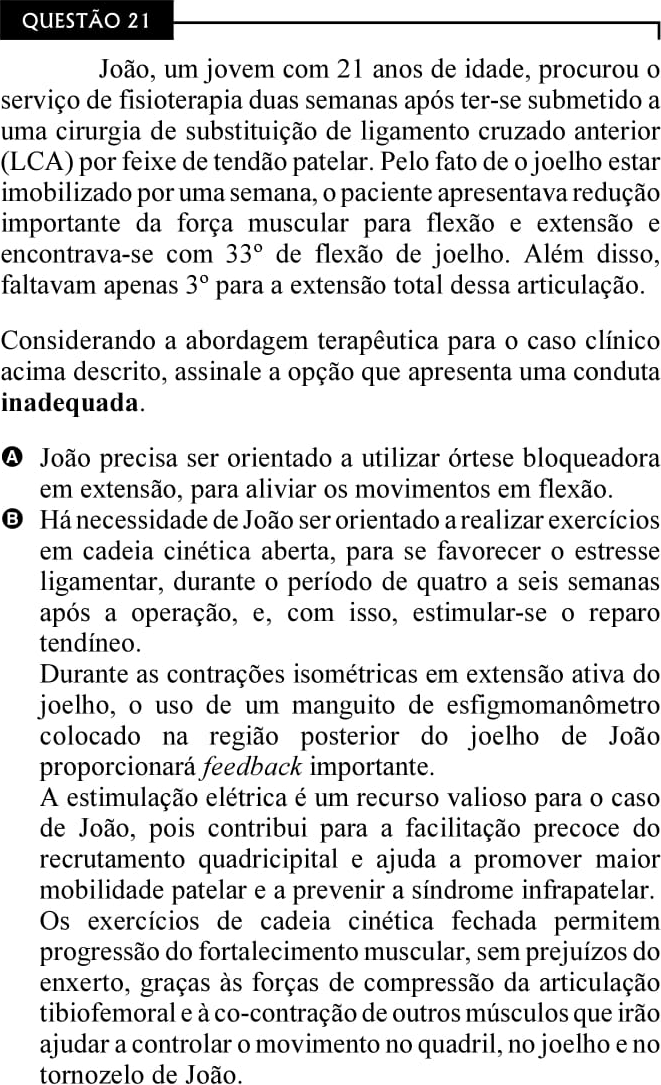 QUESTÃO 21
João, um jovem com 21 anos de idade, procurou o
serviço de fisioterapia duas semanas após ter-se submetido a
uma cirurgia de substituição de ligamento cruzado anterior
(LCA) por feixe de tendão patelar. Pelo fato de o joelho estar
imobilizado por uma semana, o paciente apresentava redução
importante da força muscular para flexão e extensão e
encontrava-se com 33º de flexão de joelho. Além disso,
faltavam apenas 3º para a extensão total dessa articulação.
Considerando a abordagem terapêutica para o caso clínico
acima descrito, assinale a opção que apresenta uma conduta
inadequada.
A João precisa ser orientado a utilizar órtese bloqueadora
em extensão, para aliviar os movimentos em flexão.
B Há necessidade de João ser orientado a realizar exercícios
em cadeia cinética aberta, para se favorecer o estresse
ligamentar, durante o período de quatro a seis semanas
após a operação, e, com isso, estimular-se o reparo
tendíneo.
Durante as contrações isométricas em extensão ativa do
joelho, o uso de um manguito de esfigmomanômetro
colocado na região posterior do joelho de João
proporcionará feedback importante.
A estimulação elétrica é um recurso valioso para o caso
de João, pois contribui para a facilitação precoce do
recrutamento quadricipital e ajuda a promover maior
mobilidade patelar e a prevenir a síndrome infrapatelar.
Os exercícios de cadeia cinética fechada permitem
progressão do fortalecimento muscular, sem prejuízos do
enxerto, graças às forças de compressão da articulação
tibiofemoral e à co-contração de outros músculos que irão
ajudar a controlar o movimento no quadril, no joelho e no
tornozelo de João.